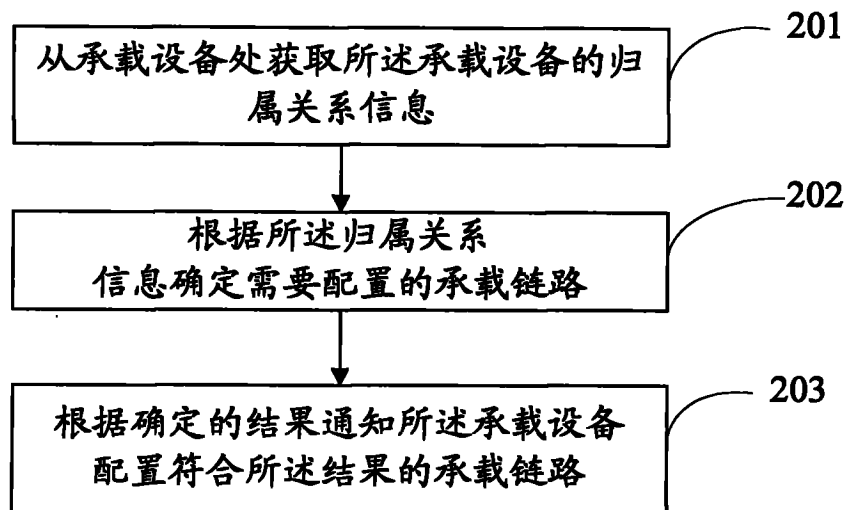 从承载设备处获取所述承载设备的归
属关系信息
201
根据所述归属关系
信息确定需要配置的承载链路
202
根据确定的结果通知所述承载设备
配置符合所述结果的承载链路
203